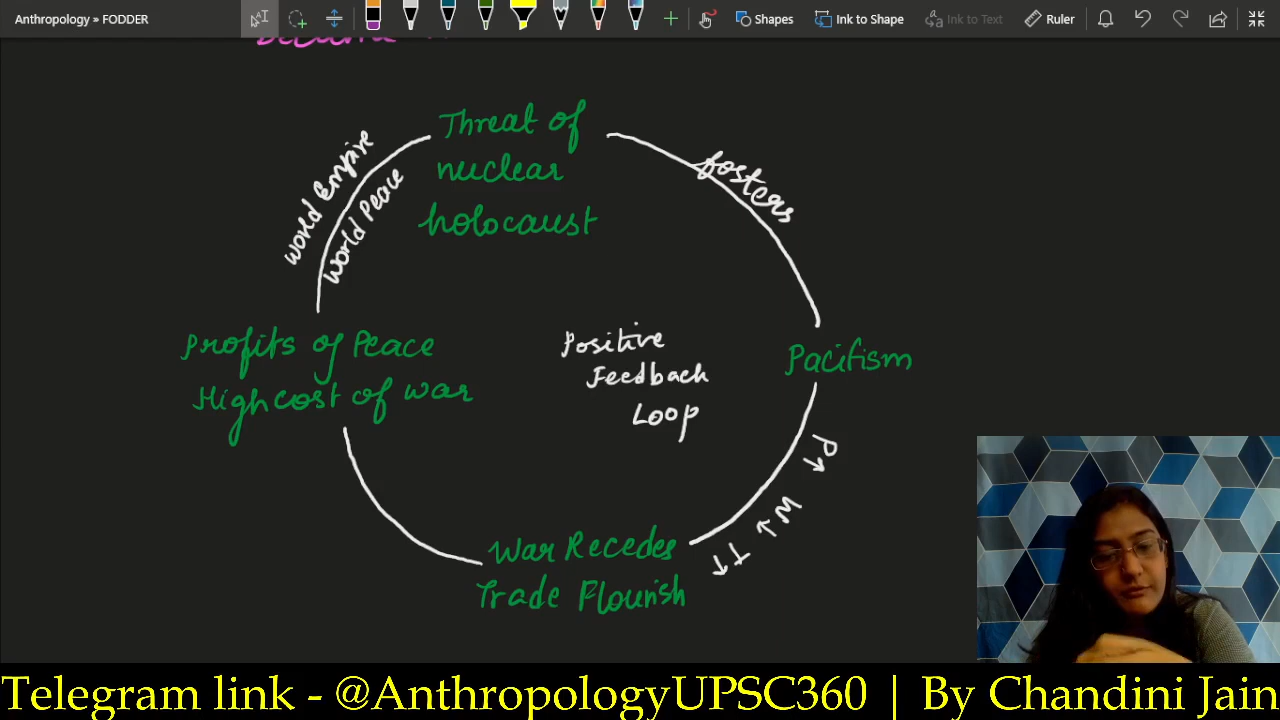 Anthropology » FODDER
Shapes
Ink to Shape
Ink to Text
Ruler
Threat of
nuclear
holocaust
World Empire
World Peace
fosters
Profits of Peace
High cost of war
Positive
Feedback
Loop
Pacifism
P↑
↑M
↑T
War Recedes
Trade Flourish
Telegram link - @AnthropologyUPSC360 | By Chandini Jain